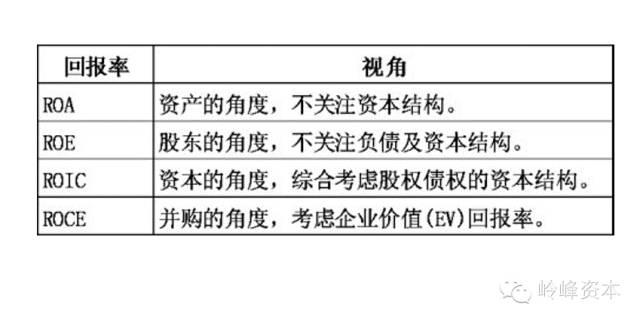 回报率 视角
ROA 资产的角度，不关注资本结构。
ROE 股东的角度，不关注负债及资本结构。
ROIC 资本的角度，综合考虑股权债权的资本结构。
ROCE 并购的角度，考虑企业价值(EV)回报率。
岭峰资本